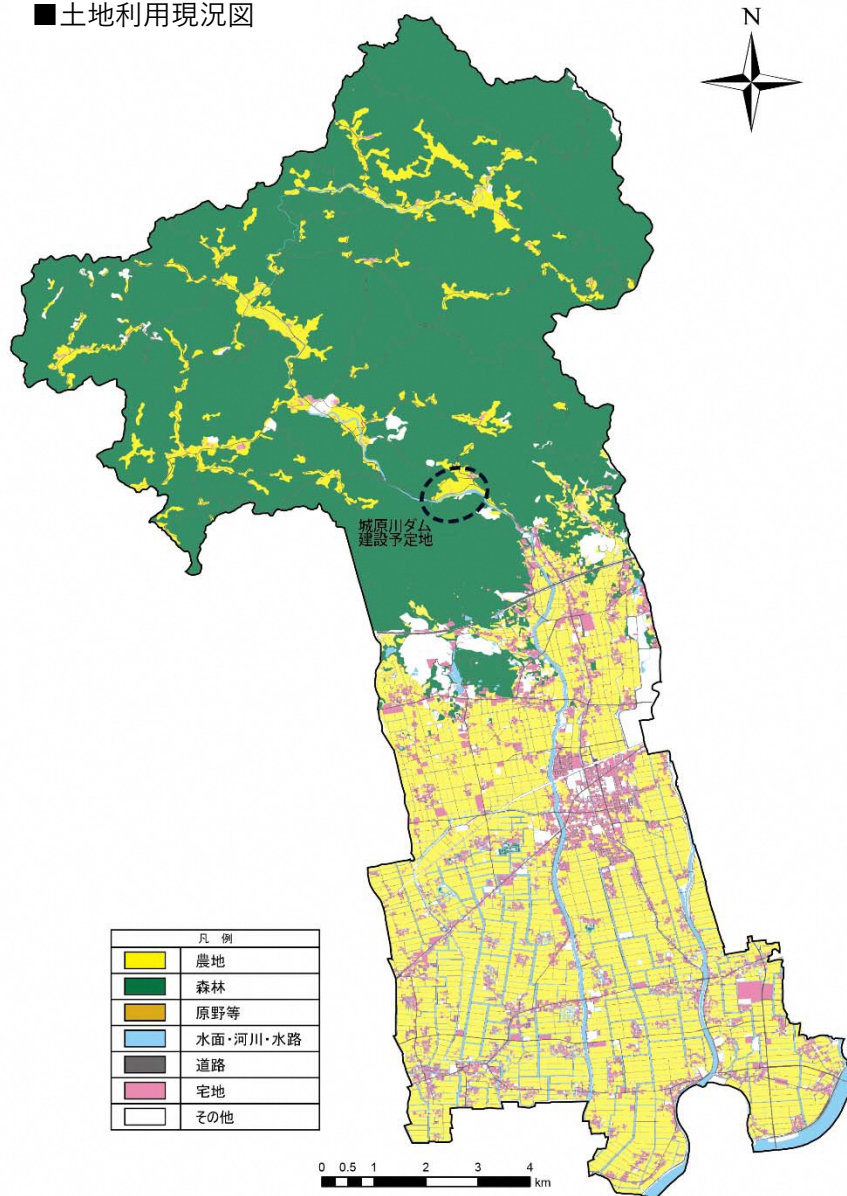 ■土地利用現況図
N
城原川ダム
建設予定地
凡 例
農地
森林
原野等
水面・河川・水路
道路
宅地
その他
0 0.5 1 2 3 4
km